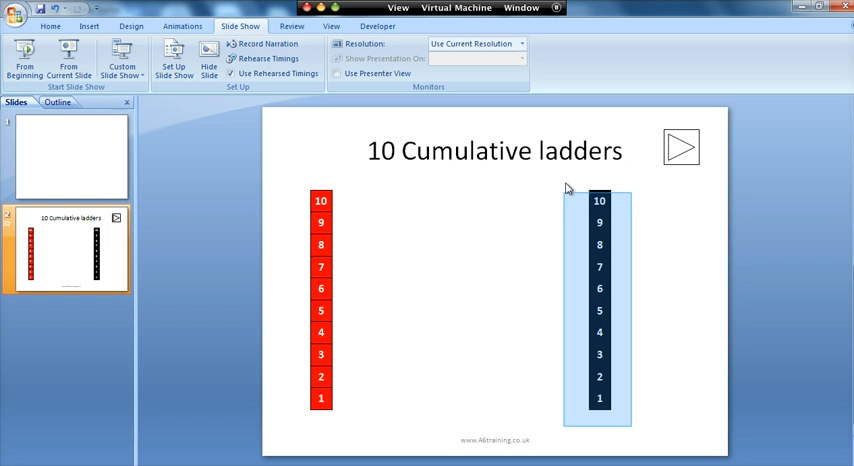 View Virtual Machine Window
Home Insert Design Animations Slide Show Review View Developer
From Beginning
From Current Slide
Custom Slide Show
Start Slide Show
Set Up Slide Show
Hide Slide
Record Narration
Rehearse Timings
Use Rehearsed Timings
Set Up
Resolution: Use Current Resolution
Show Presentation On:
Use Presenter View
Monitors
Slides Outline x
1
2
10 Cumulative ladders
10 Cumulative ladders
10 10
9 9
8 8
7 7
6 6
5 5
4 4
3 3
2 2
1 1
www.A6training.co.uk